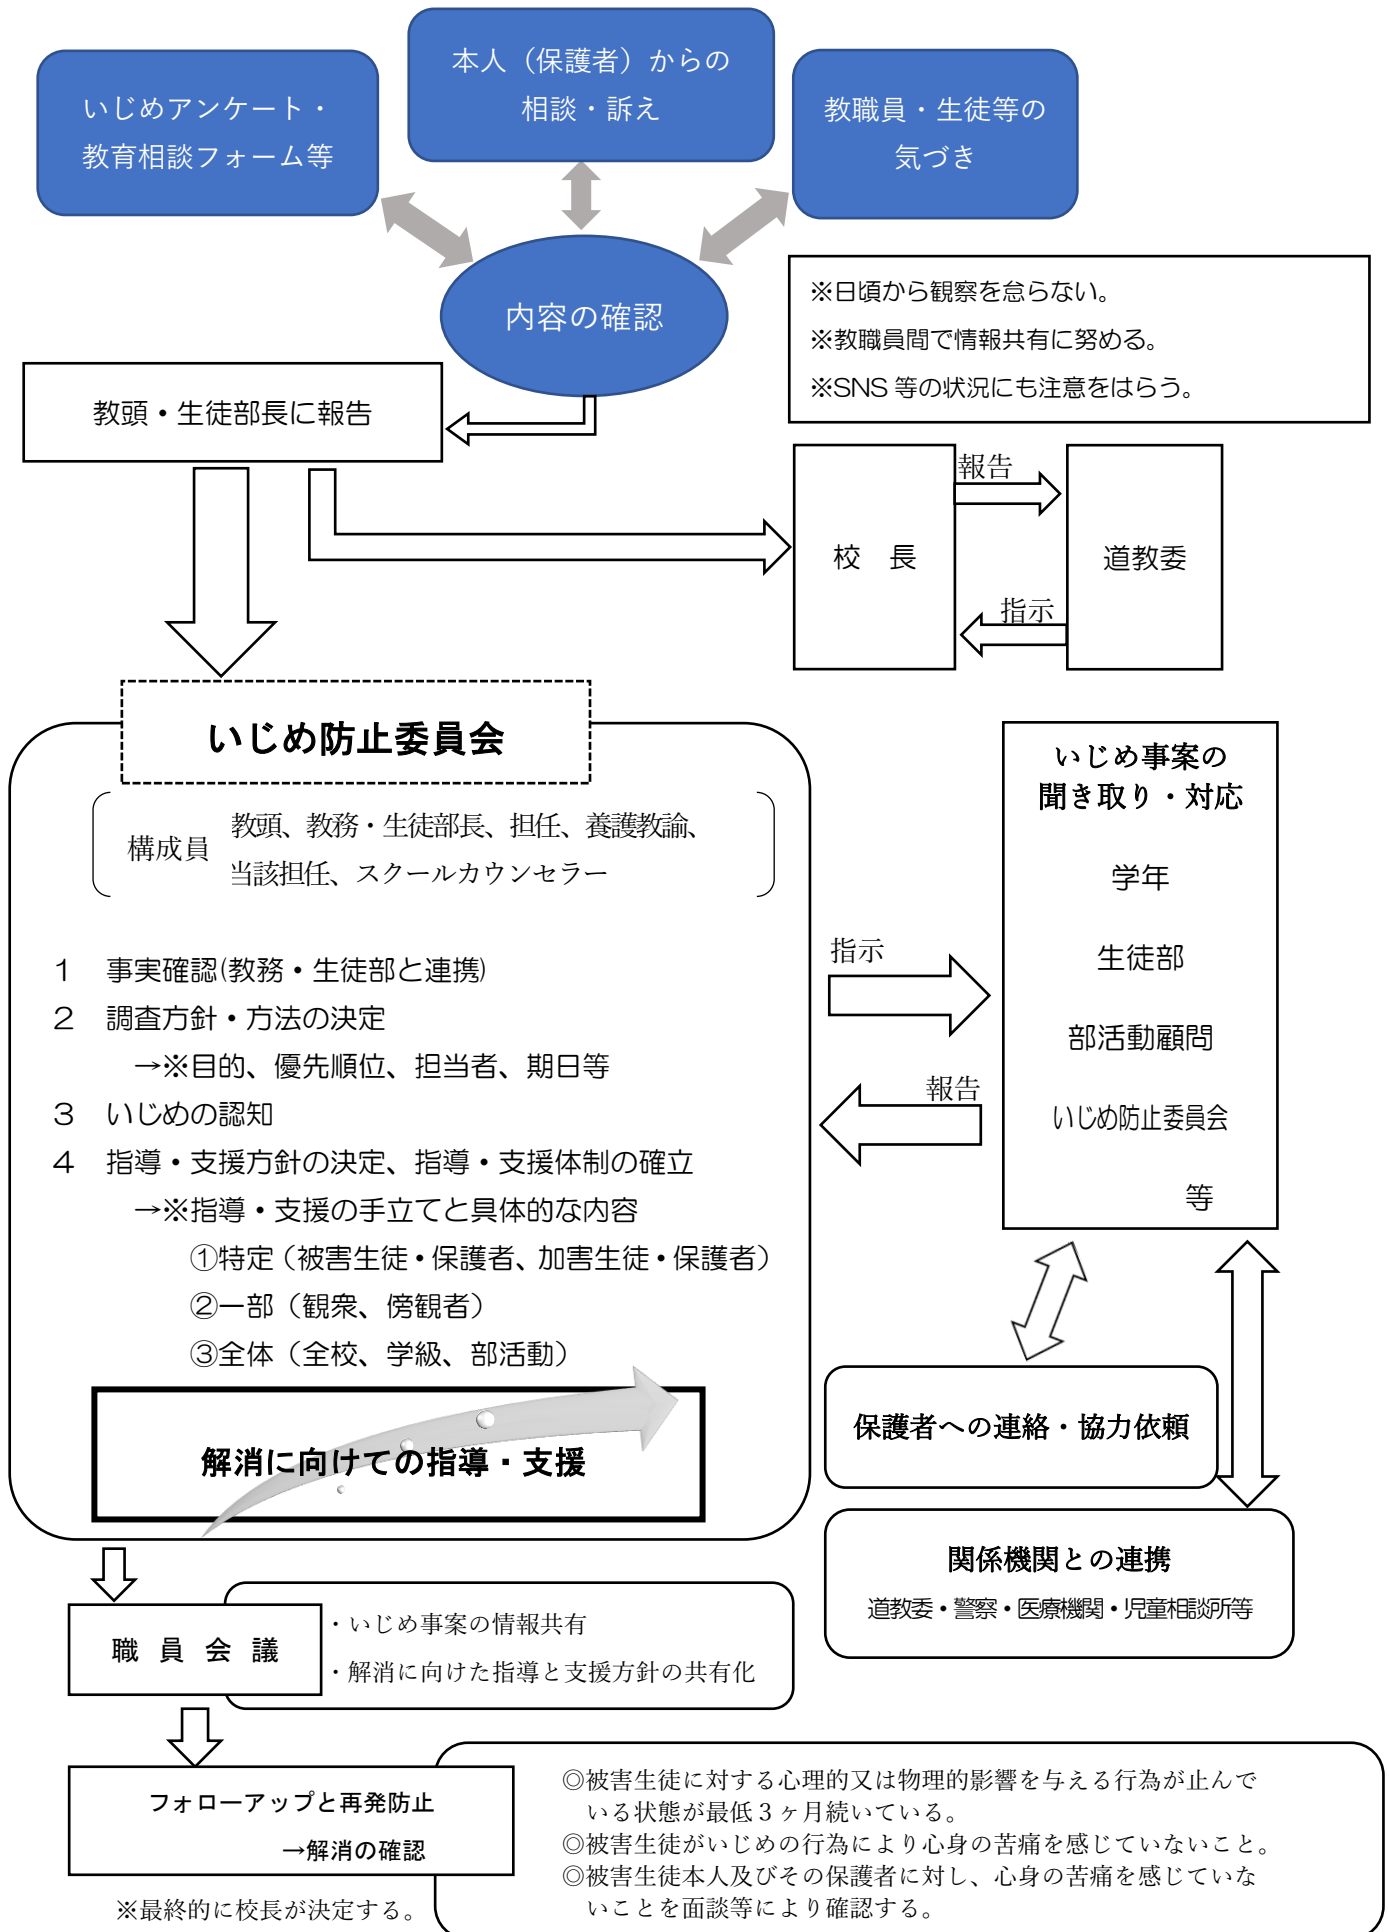 本人（保護者）からの
相談・訴え
いじめアンケート・
教育相談フォーム等
教職員・生徒等の
気づき
内容の確認
※日頃から観察を怠らない。
※教職員間で情報共有に努める。
※SNS 等の状況にも注意をはらう。
教頭・生徒部長に報告
報告
校　長
道教委
指示
いじめ防止委員会
構成員
教頭、教務・生徒部長、担任、養護教諭、
当該担任、スクールカウンセラー
１　事実確認(教務・生徒部と連携)
２　調査方針・方法の決定
→※目的、優先順位、担当者、期日等
３　いじめの認知
４　指導・支援方針の決定、指導・支援体制の確立
→※指導・支援の手立てと具体的な内容
①特定（被害生徒・保護者、加害生徒・保護者）
②一部（観衆、傍観者）
③全体（全校、学級、部活動）
解消に向けての指導・支援
指示
報告
いじめ事案の
聞き取り・対応
学年
生徒部
部活動顧問
いじめ防止委員会
等
保護者への連絡・協力依頼
関係機関との連携
道教委・警察・医療機関・児童相談所等
職　員　会　議
・いじめ事案の情報共有
・解消に向けた指導と支援方針の共有化
フォローアップと再発防止
→解消の確認
※最終的に校長が決定する。
◎被害生徒に対する心理的又は物理的影響を与える行為が止んで
いる状態が最低３ヶ月続いている。
◎被害生徒がいじめの行為により心身の苦痛を感じていないこと。
◎被害生徒本人及びその保護者に対し、心身の苦痛を感じていな
いことを面談等により確認する。